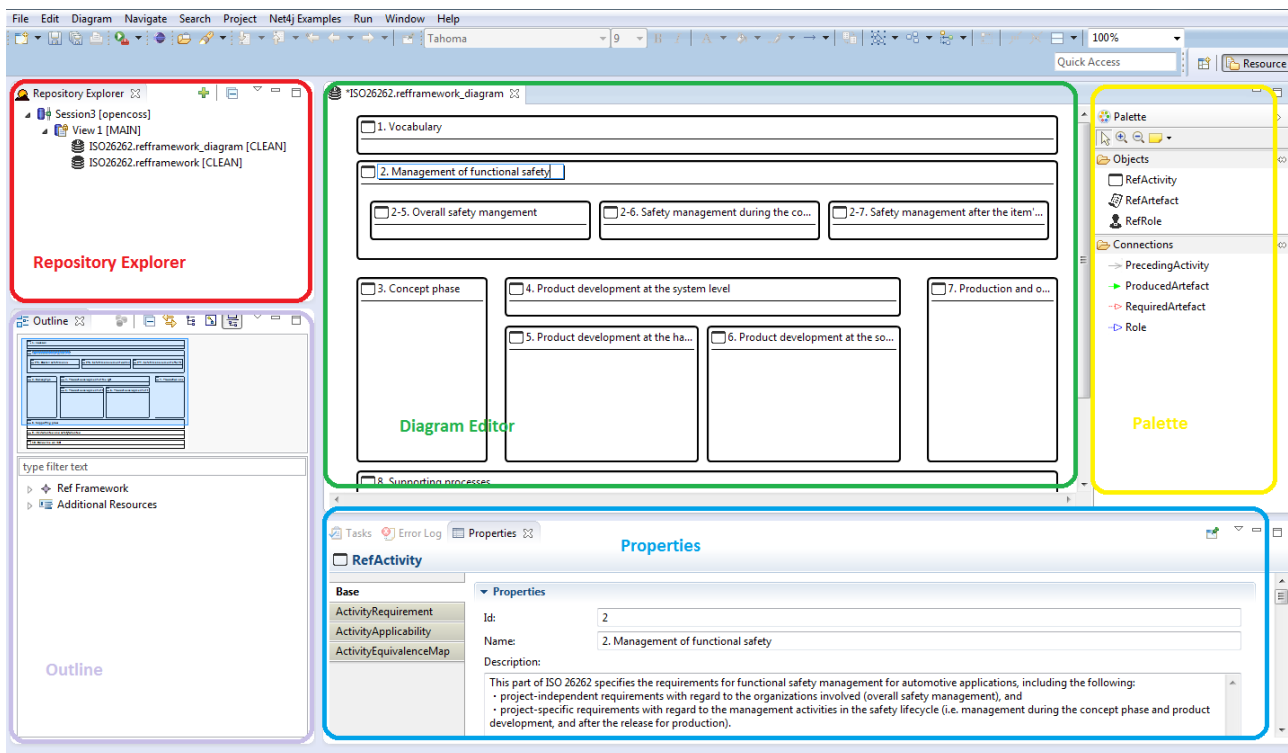 File Edit Diagram Navigate Search Project Net4j Examples Run Window Help
Tahoma 9 100%
Quick Access Resource
Repository Explorer
Session3 [opencoss]
View 1 [MAIN]
ISO26262.refframework_diagram [CLEAN]
ISO26262.refframework [CLEAN]
Repository Explorer
*ISO26262.refframework_diagram
1. Vocabulary
2. Management of functional safety
2-5. Overall safety mangement
2-6. Safety management during the co...
2-7. Safety management after the item'...
3. Concept phase
4. Product development at the system level
7. Production and o...
5. Product development at the ha...
6. Product development at the so...
Diagram Editor
8. Supporting processes
Palette
Objects
RefActivity
RefArtefact
RefRole
Connections
PrecedingActivity
ProducedArtefact
RequiredArtefact
Role
Palette
Outline
type filter text
Ref Framework
Additional Resources
Outline
Tasks Error Log Properties
Properties
RefActivity
Base
ActivityRequirement
ActivityApplicability
ActivityEquivalenceMap
Properties
Id: 2
Name: 2. Management of functional safety
Description:
This part of ISO 26262 specifies the requirements for functional safety management for automotive applications, including the following:
· project-independent requirements with regard to the organizations involved (overall safety management), and
· project-specific requirements with regard to the management activities in the safety lifecycle (i.e. management during the concept phase and product
development, and after the release for production).